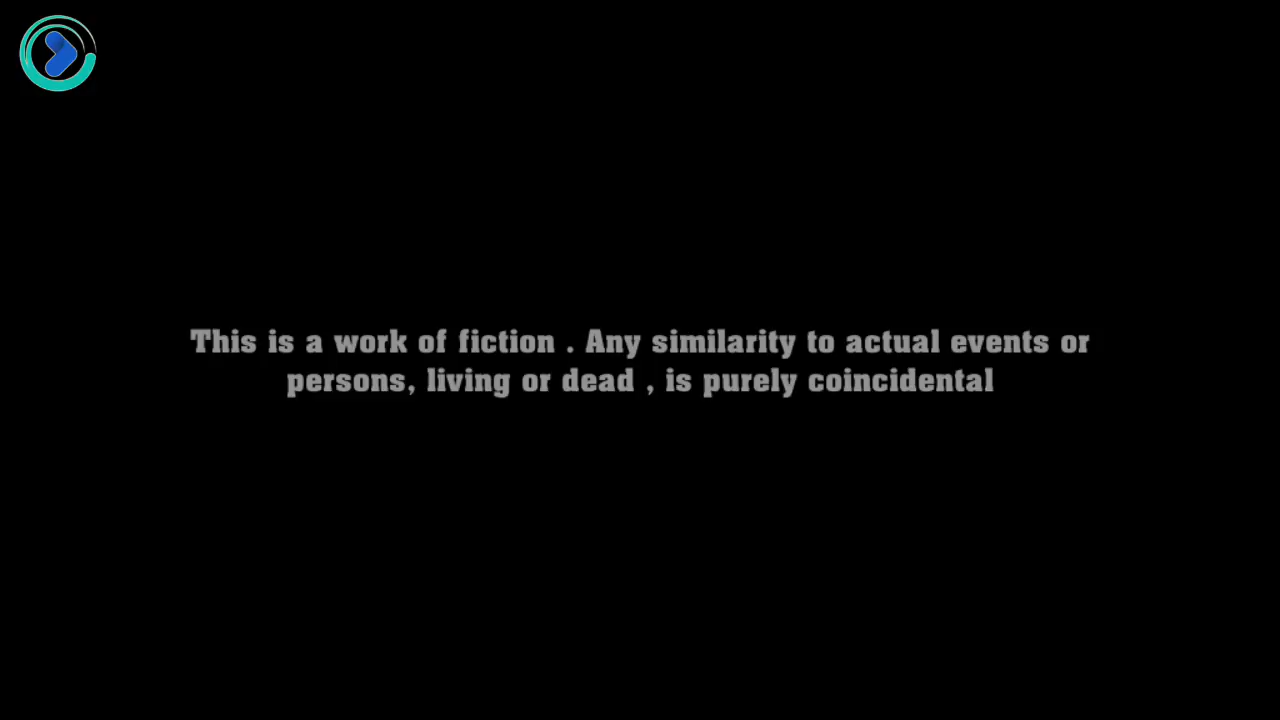 This is a work of fiction . Any similarity to actual events or
persons, living or dead , is purely coincidental